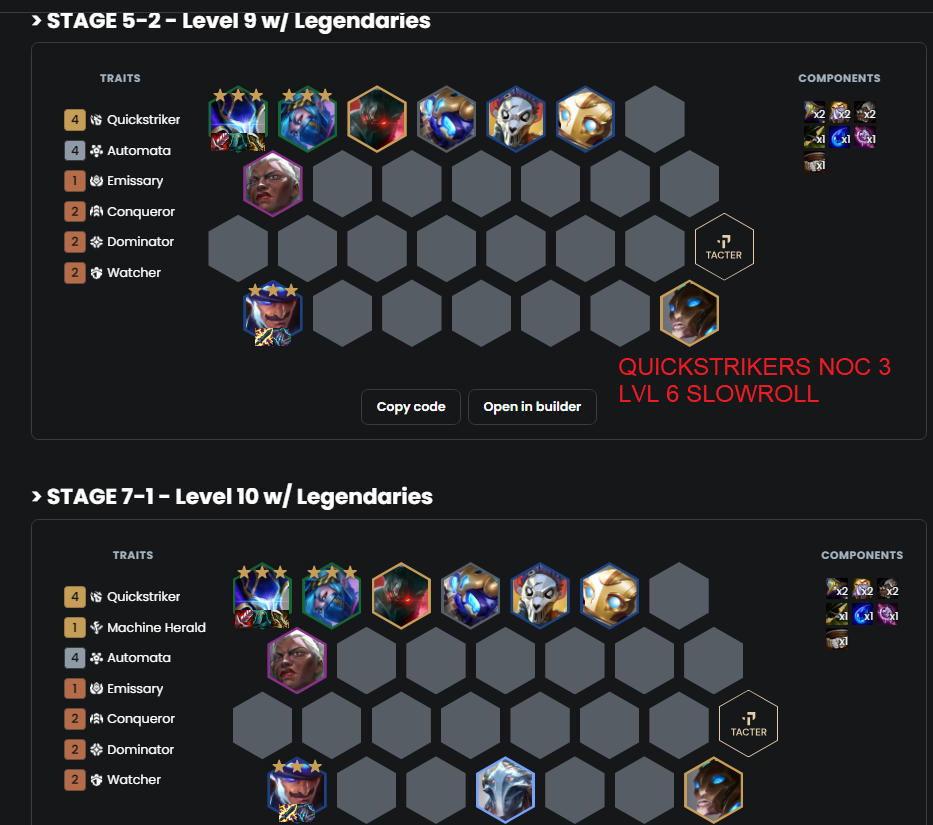 > STAGE 5-2 - Level 9 w/ Legendaries
TRAITS
COMPONENTS
4 Quickstriker
4 Automata
1 Emissary
2 Conqueror
2 Dominator
2 Watcher
x2 x2 x2
x1 x1 x1
x1
TACTER
QUICKSTRIKERS NOC 3
LVL 6 SLOWROLL
Copy code
Open in builder
> STAGE 7-1 - Level 10 w/ Legendaries
TRAITS
COMPONENTS
4 Quickstriker
1 Machine Herald
4 Automata
1 Emissary
2 Conqueror
2 Dominator
2 Watcher
x2 x2 x2
x1 x1 x1
x1
TACTER